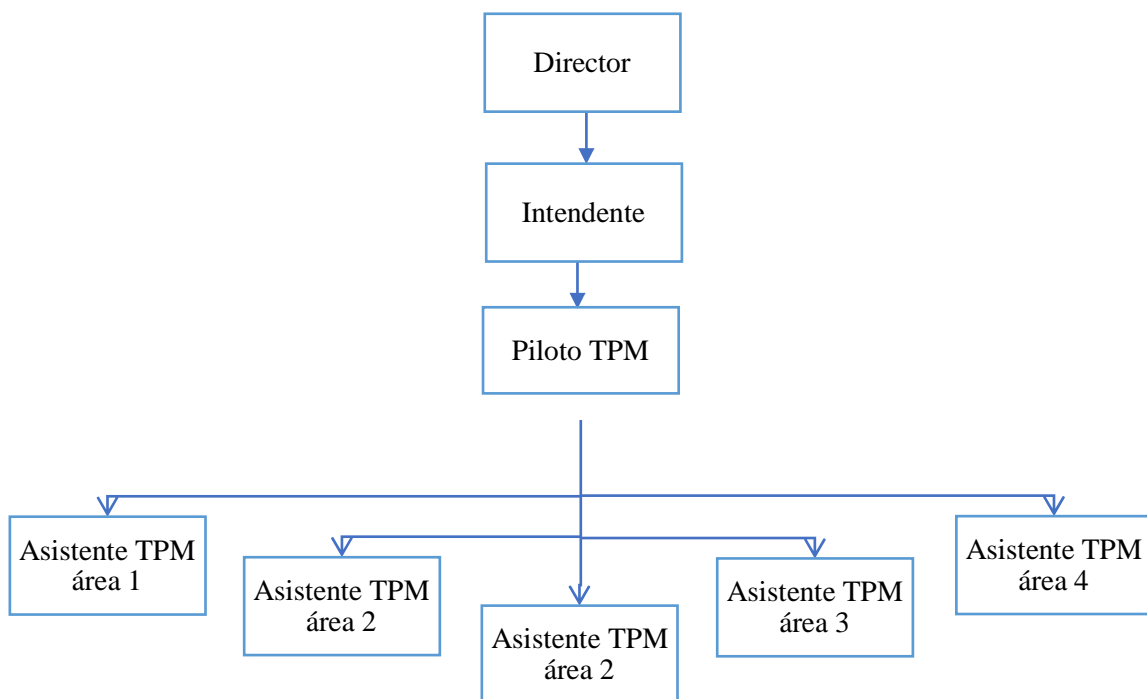 Director
Intendente
Piloto TPM
Asistente TPM
área 1
Asistente TPM
área 2
Asistente TPM
área 2
Asistente TPM
área 3
Asistente TPM
área 4